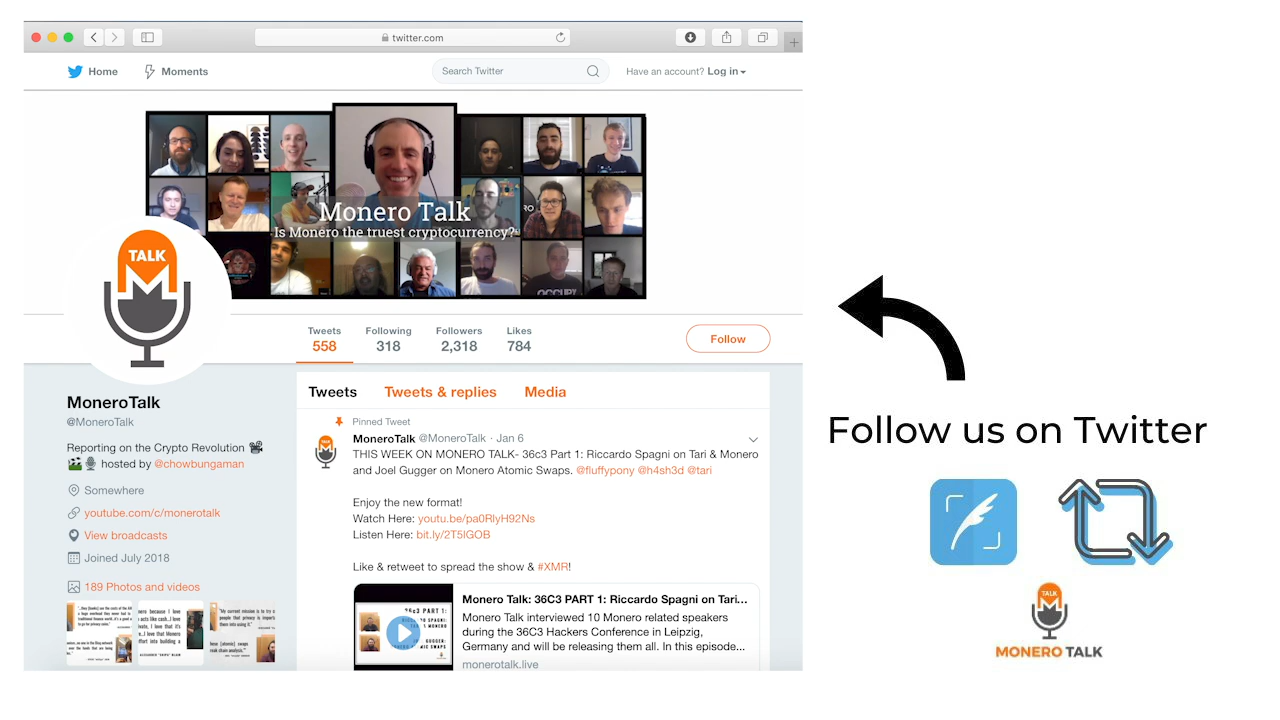 twitter.com
Home
Moments
Search Twitter
Have an account? Log in
Monero Talk
Is Monero the truest cryptocurrency?
TALK
Tweets
558
Following
318
Followers
2,318
Likes
784
Follow
MoneroTalk
@MoneroTalk
Reporting on the Crypto Revolution
hosted by @chowbungaman
Somewhere
youtube.com/c/monerotalk
View broadcasts
Joined July 2018
189 Photos and videos
Tweets
Tweets & replies
Media
Pinned Tweet
MoneroTalk @MoneroTalk · Jan 6
THIS WEEK ON MONERO TALK- 36c3 Part 1: Riccardo Spagni on Tari & Monero
and Joel Gugger on Monero Atomic Swaps. @fluffypony @h4sh3d @tari
Enjoy the new format!
Watch Here: youtu.be/pa0RlyH92Ns
Listen Here: bit.ly/2T5IGOB
Like & retweet to spread the show & #XMR!
Monero Talk: 36C3 PART 1: Riccardo Spagni on Tari...
Monero Talk interviewed 10 Monero related speakers
during the 36C3 Hackers Conference in Leipzig,
Germany and will be releasing them all. In this episode...
monerotalk.live
Follow us on Twitter
TALK
MONERO TALK